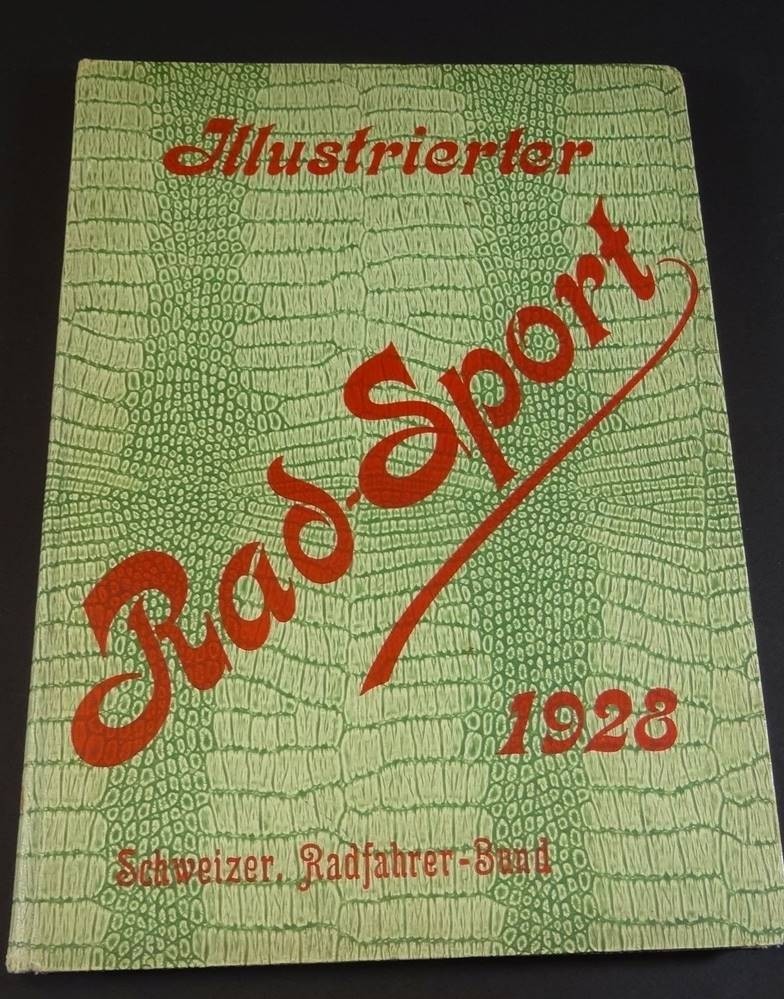 Illustrierter
Rad-Sport
1928
Schweizer. Radfahrer-Bund